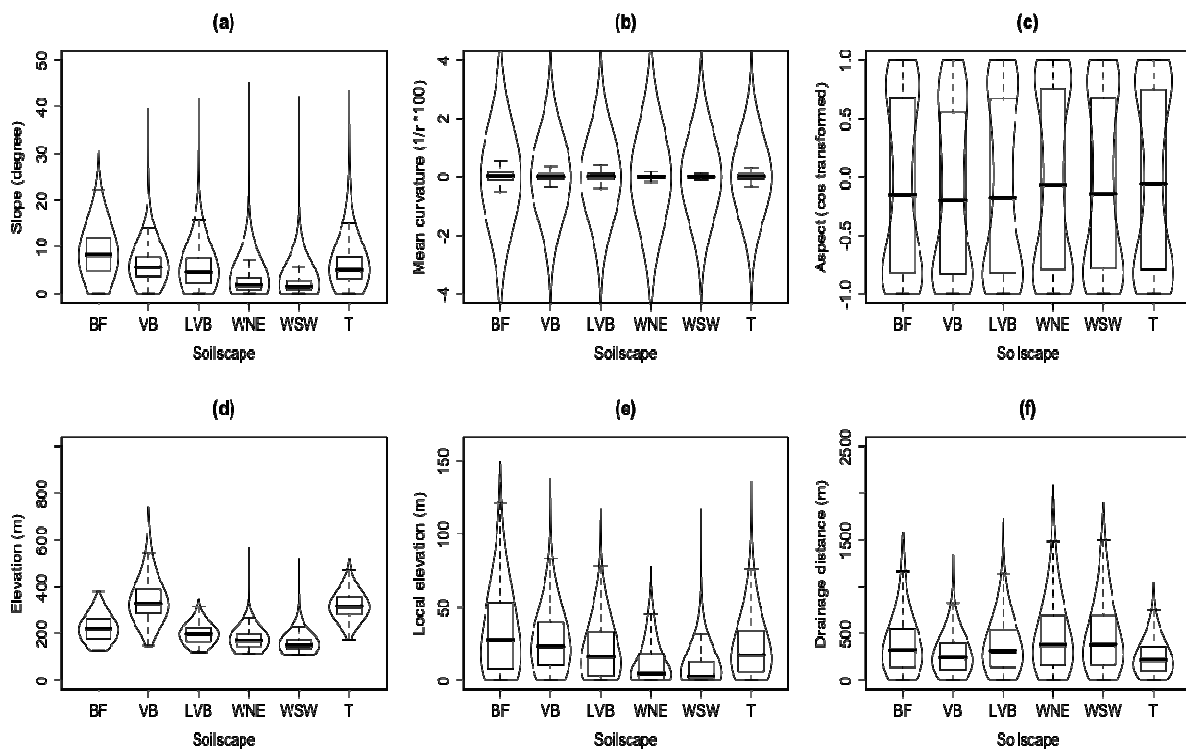 (a)
Slope (degree)
50
40
30
20
10
0
BF VB LVB WNE WSW T
Soilscape
(b)
Mean curvature (1/r *100)
4
2
0
-2
-4
BF VB LVB WNE WSW T
Soilscape
(c)
Aspect (cos transformed)
1.0
0.5
0.0
-0.5
-1.0
BF VB LVB WNE WSW T
Soilscape
(d)
Elevation (m)
800
600
400
200
0
BF VB LVB WNE WSW T
Soilscape
(e)
Local elevation (m)
150
100
50
0
BF VB LVB WNE WSW T
Soilscape
(f)
Drainage distance (m)
2500
1500
500
0
BF VB LVB WNE WSW T
Soilscape